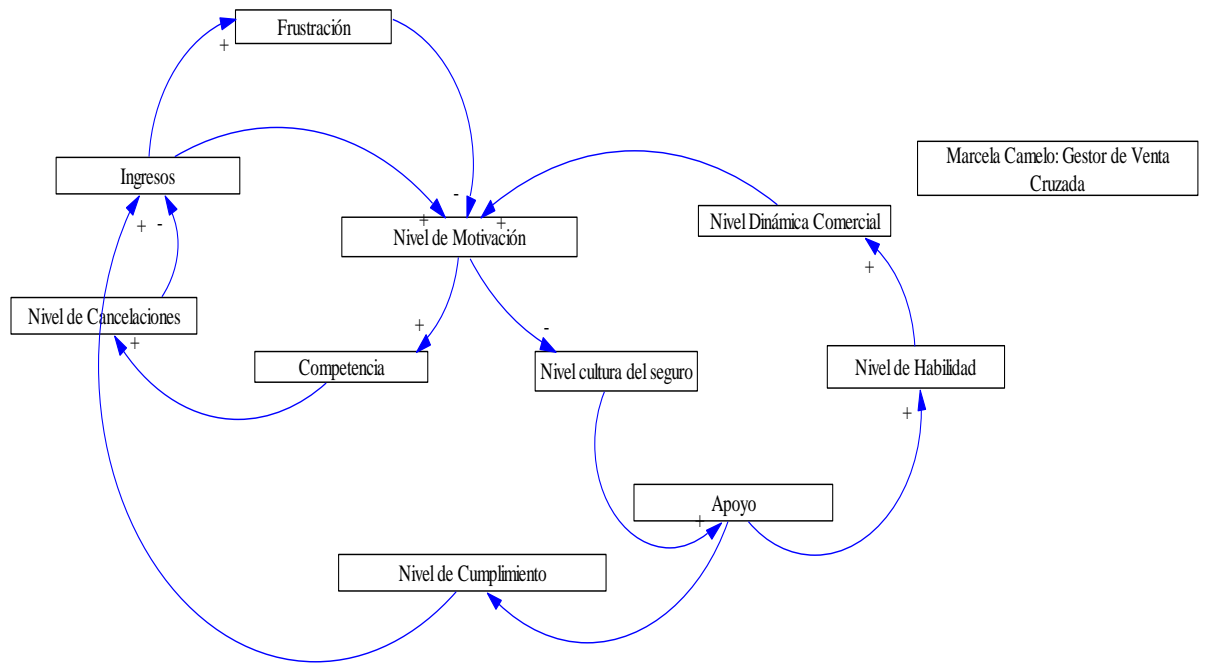 Frustración
+
Marcela Camelo: Gestor de Venta
Cruzada
Ingresos
-
+
+
Nivel Dinámica Comercial
+
-
Nivel de Motivación
+
Nivel de Cancelaciones
+
-
+
Competencia
Nivel cultura del seguro
Nivel de Habilidad
+
Apoyo
+
Nivel de Cumplimiento